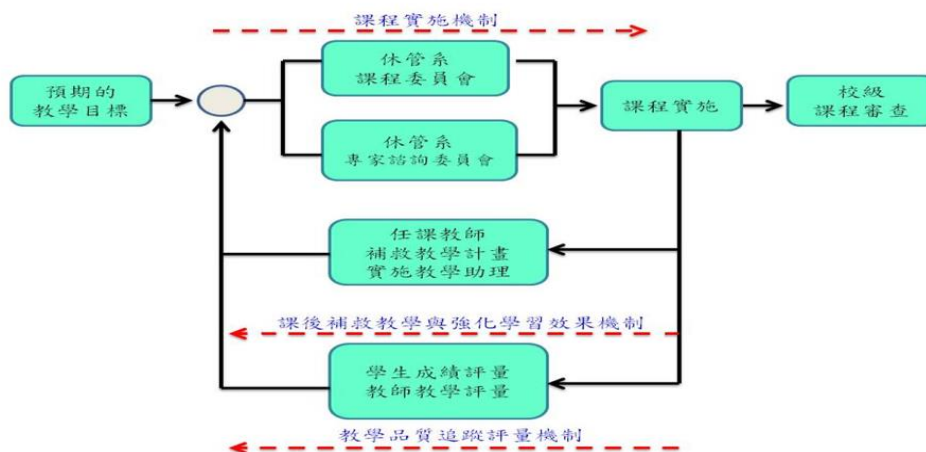 課程實施機制
休管系
課程委員會
預期的
教學目標
課程實施
校級
課程審查
休管系
專家諮詢委員會
任課教師
補救教學計畫
實施教學助理
課後補救教學與強化學習效果機制
學生成績評量
教師教學評量
教學品質追蹤評量機制